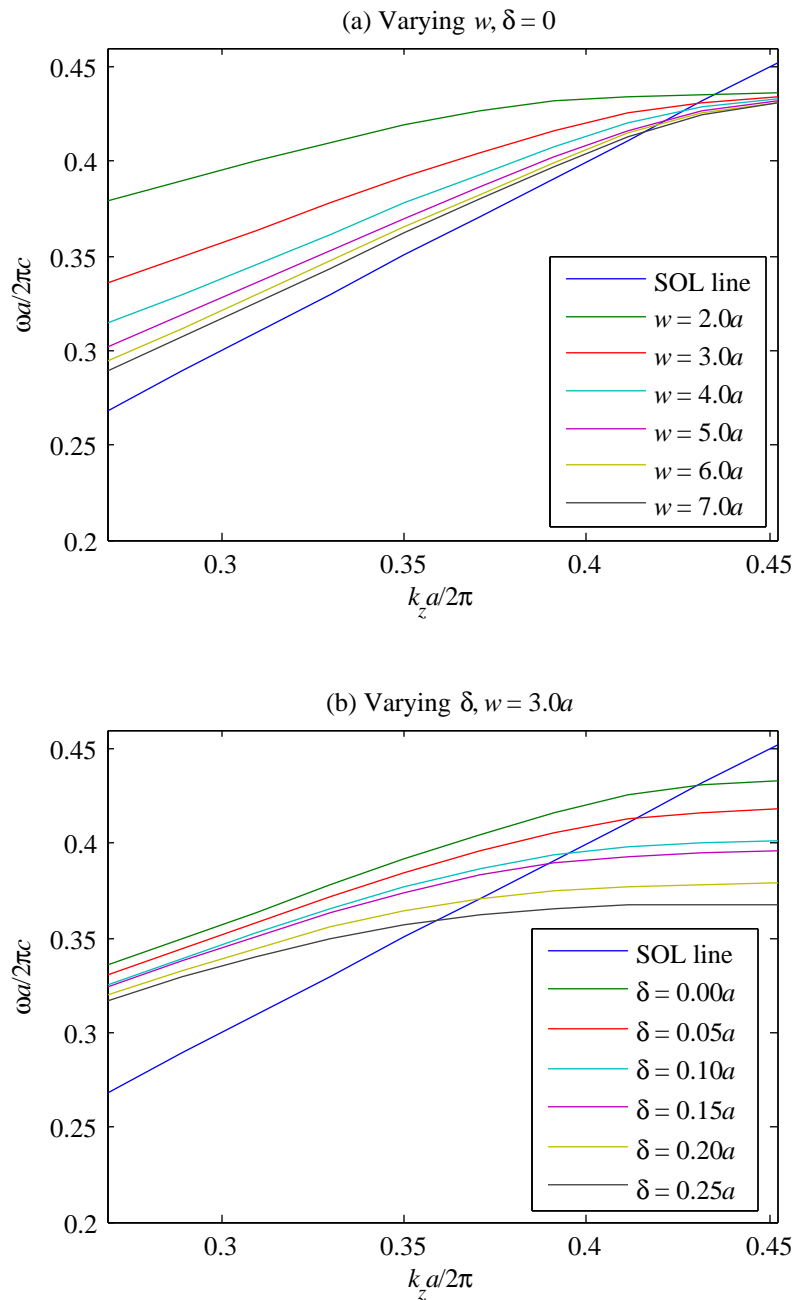 (a) Varying w, δ = 0
0.45
0.4
0.35
0.3
0.25
0.2
ωa/2πc
SOL line
w = 2.0a
w = 3.0a
w = 4.0a
w = 5.0a
w = 6.0a
w = 7.0a
0.3
0.35
0.4
0.45
k_z a/2π
(b) Varying δ, w = 3.0a
0.45
0.4
0.35
0.3
0.25
0.2
ωa/2πc
SOL line
δ = 0.00a
δ = 0.05a
δ = 0.10a
δ = 0.15a
δ = 0.20a
δ = 0.25a
0.3
0.35
0.4
0.45
k_z a/2π